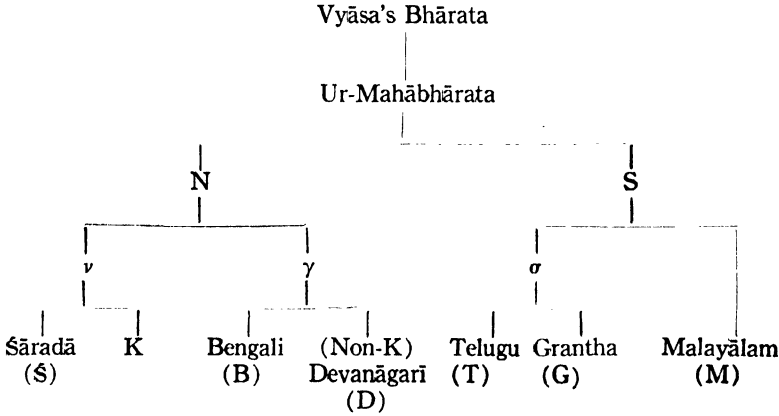 Vyāsa's Bhārata
Ur-Mahābhārata
N S
ν γ σ
Śāradā K Bengali (Non-K) Telugu Grantha Malayālam
(Ś) (B) Devanāgarī (T) (G) (M)
(D)